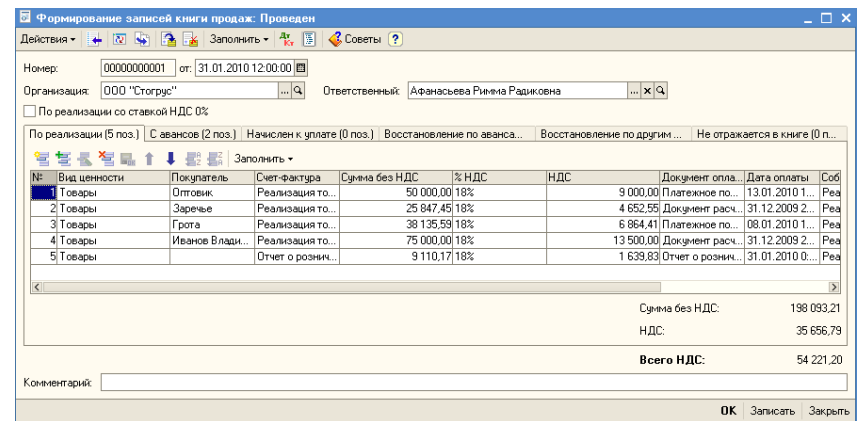 Формирование записей книги продаж: Проведен
Действия Заполнить Дт Кт Советы ?
Номер: 00000000001 от: 31.01.2010 12:00:00
Организация: ООО "Сторус" ... Ответственный: Афанасьева Римма Радиковна ... x
По реализации со ставкой НДС 0%
По реализации (5 поз.) С авансов (2 поз.) Начислен к уплате (0 поз.) Восстановление по аванса... Восстановление по другим ... Не отражается в книге (0 п...
Заполнить
№ Вид ценности Покупатель Счет-фактура Сумма без НДС % НДС НДС Документ опла... Дата оплаты Соб
1 Товары Оптовик Реализация то... 50 000,00 18% 9 000,00 Платежное по... 13.01.2010 1... Реа
2 Товары Заречье Реализация то... 25 847,45 18% 4 652,55 Документ расч... 31.12.2009 2... Реа
3 Товары Грота Реализация то... 38 135,59 18% 6 864,41 Платежное по... 08.01.2010 1... Реа
4 Товары Иванов Влади... Реализация то... 75 000,00 18% 13 500,00 Документ расч... 31.12.2009 2... Реа
5 Товары Отчет о рознич... 9 110,17 18% 1 639,83 Отчет о рознич... 31.01.2010 0:... Реа
Сумма без НДС: 198 093,21
НДС: 35 656,79
Всего НДС: 54 221,20
Комментарий:
OK Записать Закрыть